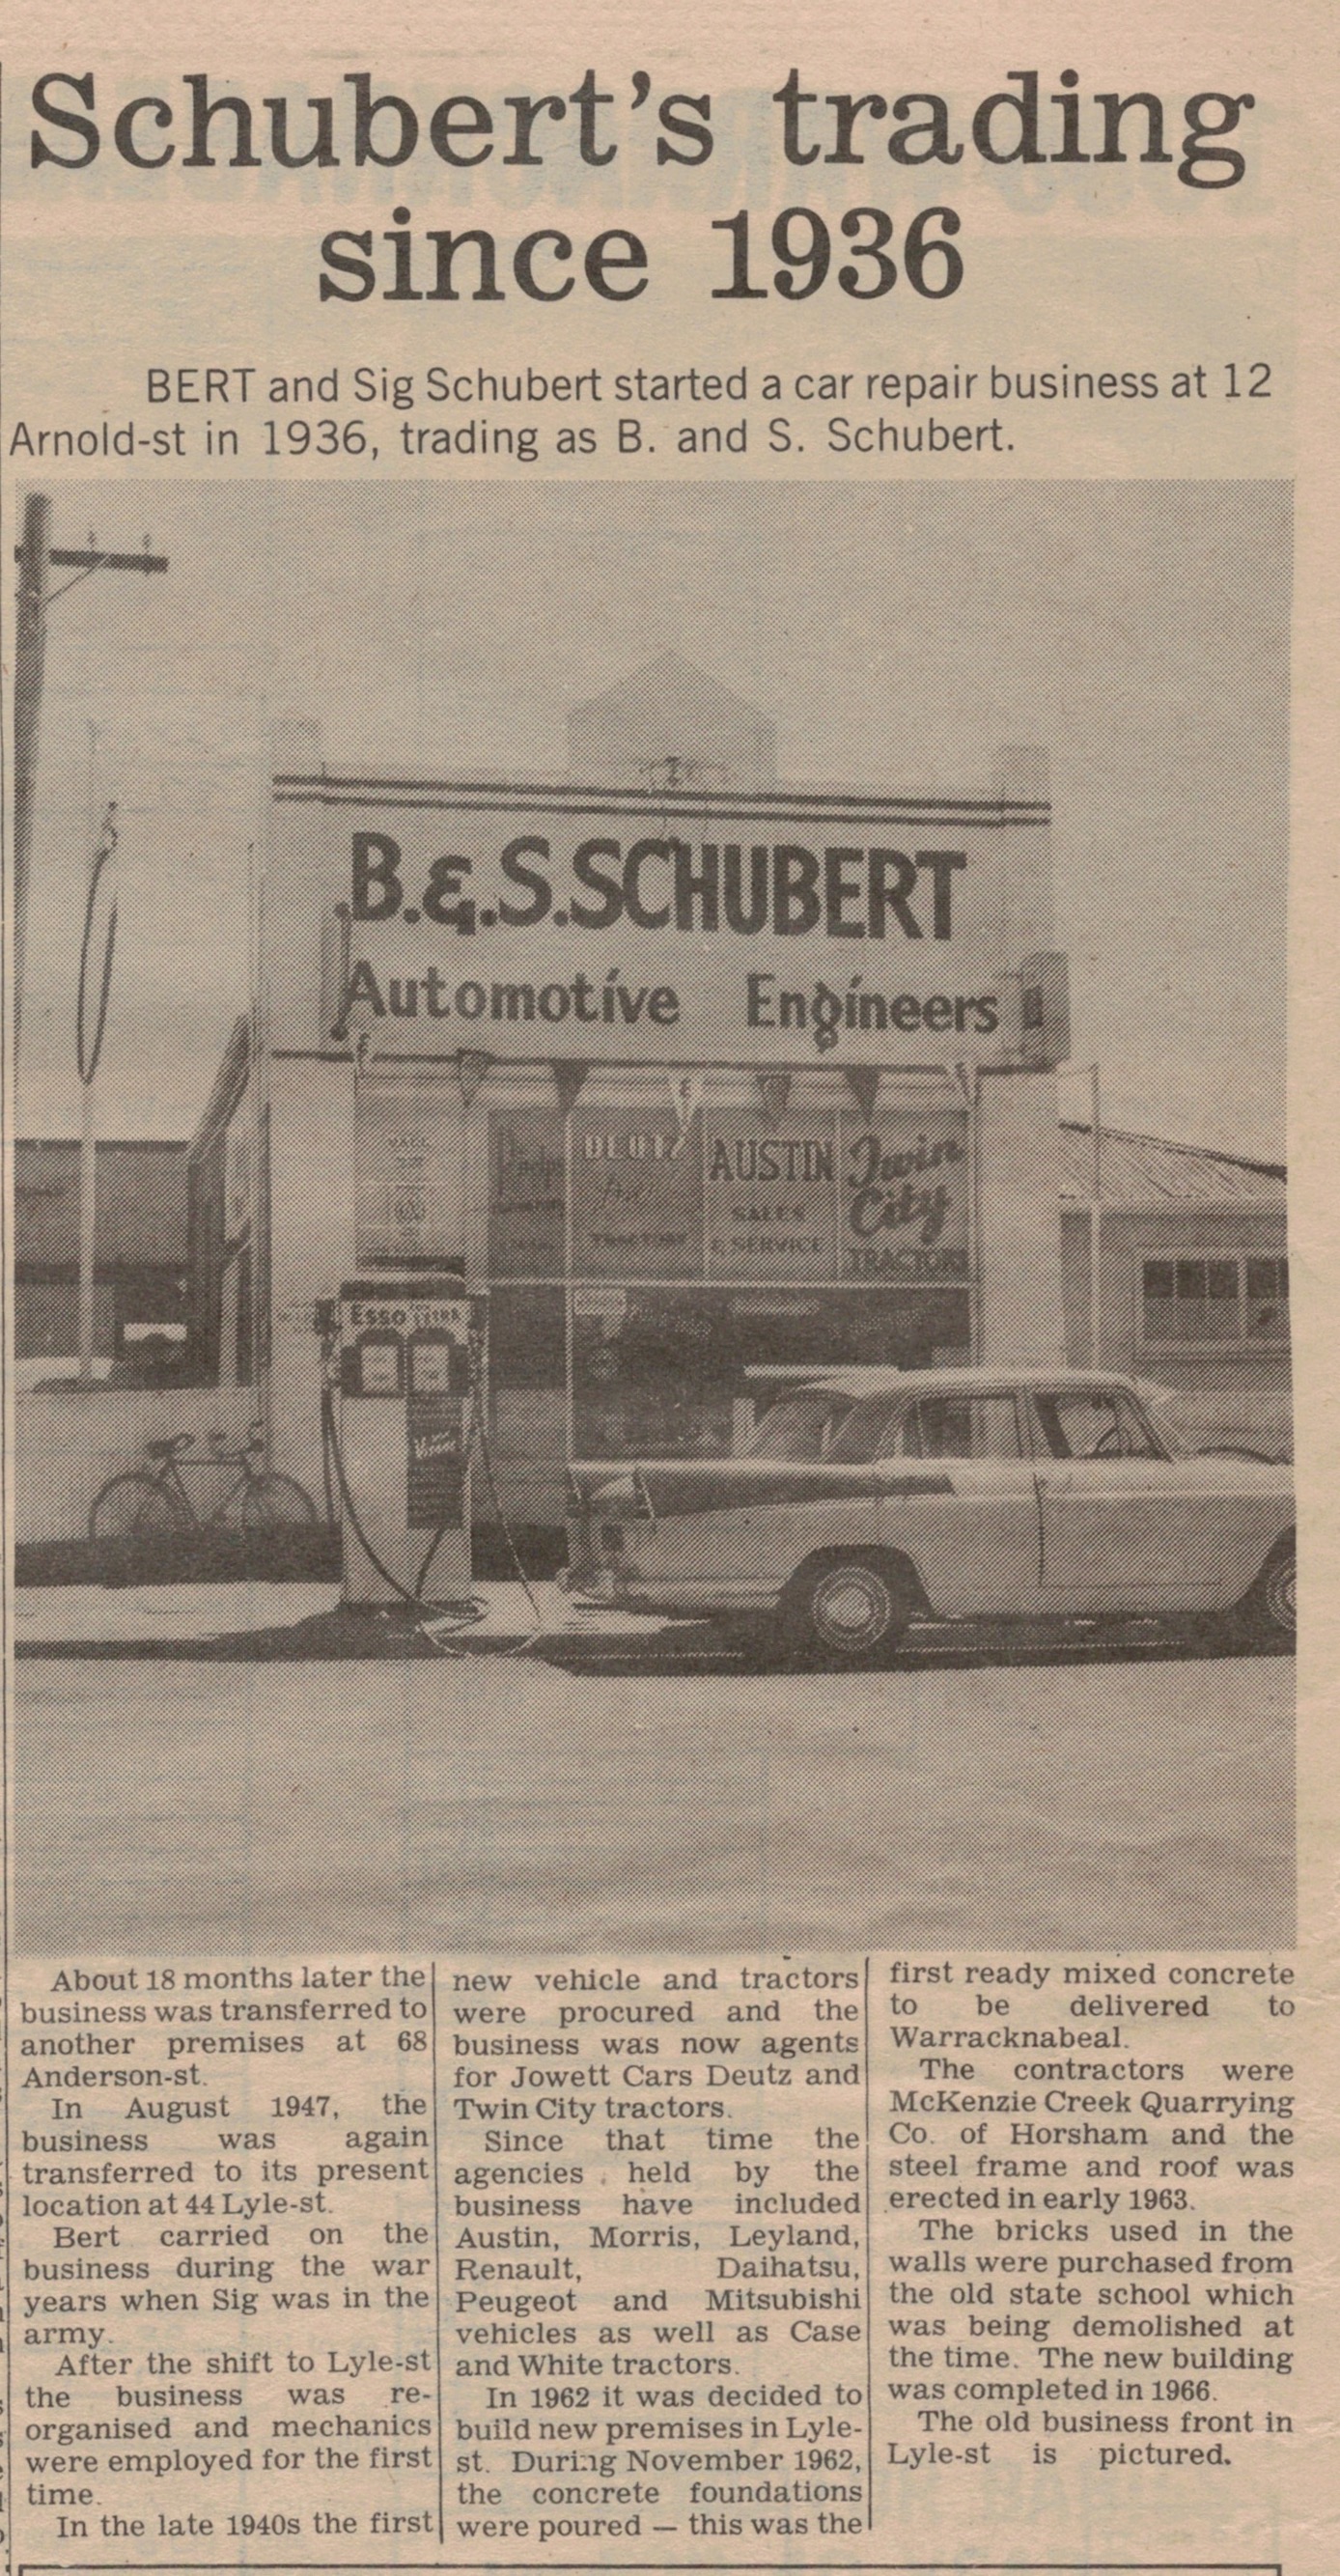 Schubert's trading
since 1936
BERT and Sig Schubert started a car repair business at 12
Arnold-st in 1936, trading as B. and S. Schubert.
B.&.S.SCHUBERT
Automotive Engineers
DEUTZ
TRACTORS
AUSTIN
SALES
& SERVICE
Twin
City
TRACTORS
Esso
About 18 months later the
business was transferred to
another premises at 68
Anderson-st.
In August 1947, the
business was again
transferred to its present
location at 44 Lyle-st.
Bert carried on the
business during the war
years when Sig was in the
army.
After the shift to Lyle-st
the business was re-
organised and mechanics
were employed for the first
time.
In the late 1940s the first
new vehicle and tractors
were procured and the
business was now agents
for Jowett Cars Deutz and
Twin City tractors.
Since that time the
agencies held by the
business have included
Austin, Morris, Leyland,
Renault, Daihatsu,
Peugeot and Mitsubishi
vehicles as well as Case
and White tractors.
In 1962 it was decided to
build new premises in Lyle-
st. During November 1962,
the concrete foundations
were poured — this was the
first ready mixed concrete
to be delivered to
Warracknabeal.
The contractors were
McKenzie Creek Quarrying
Co. of Horsham and the
steel frame and roof was
erected in early 1963.
The bricks used in the
walls were purchased from
the old state school which
was being demolished at
the time. The new building
was completed in 1966.
The old business front in
Lyle-st is pictured.